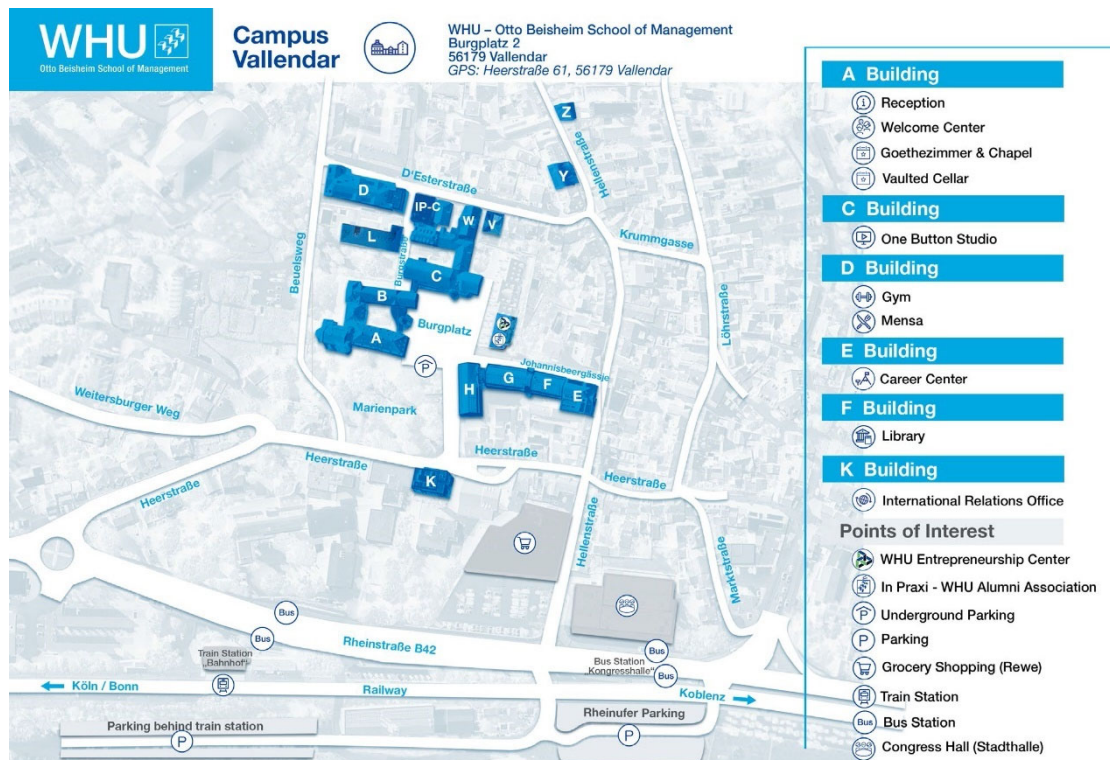 WHU
Otto Beisheim School of Management
Campus
Vallendar
WHU – Otto Beisheim School of Management
Burgplatz 2
56179 Vallendar
GPS: Heerstraße 61, 56179 Vallendar
Z
Y
Hellenstraße
D'Esterstraße
D
IP-C
W
V
L
Burgstraße
Krummgasse
Beuelsweg
C
B
Löhrstraße
Burgplatz
A
P
Johannisbeergässje
H
G
F
E
Marienpark
Weitersburger Weg
Heerstraße
Heerstraße
Heerstraße
Heerstraße
K
Hellenstraße
Marktstraße
Bus
Bus
Rheinstraße B42
Train Station
„Bahnhof“
Bus Station
„Kongresshalle“
Bus
Bus
Köln / Bonn
Railway
Koblenz
Parking behind train station
P
Rheinufer Parking
P
A Building
Reception
Welcome Center
Goethezimmer & Chapel
Vaulted Cellar
C Building
One Button Studio
D Building
Gym
Mensa
E Building
Career Center
F Building
Library
K Building
International Relations Office
Points of Interest
WHU Entrepreneurship Center
In Praxi - WHU Alumni Association
P Underground Parking
P Parking
Grocery Shopping (Rewe)
Train Station
Bus Bus Station
Congress Hall (Stadthalle)